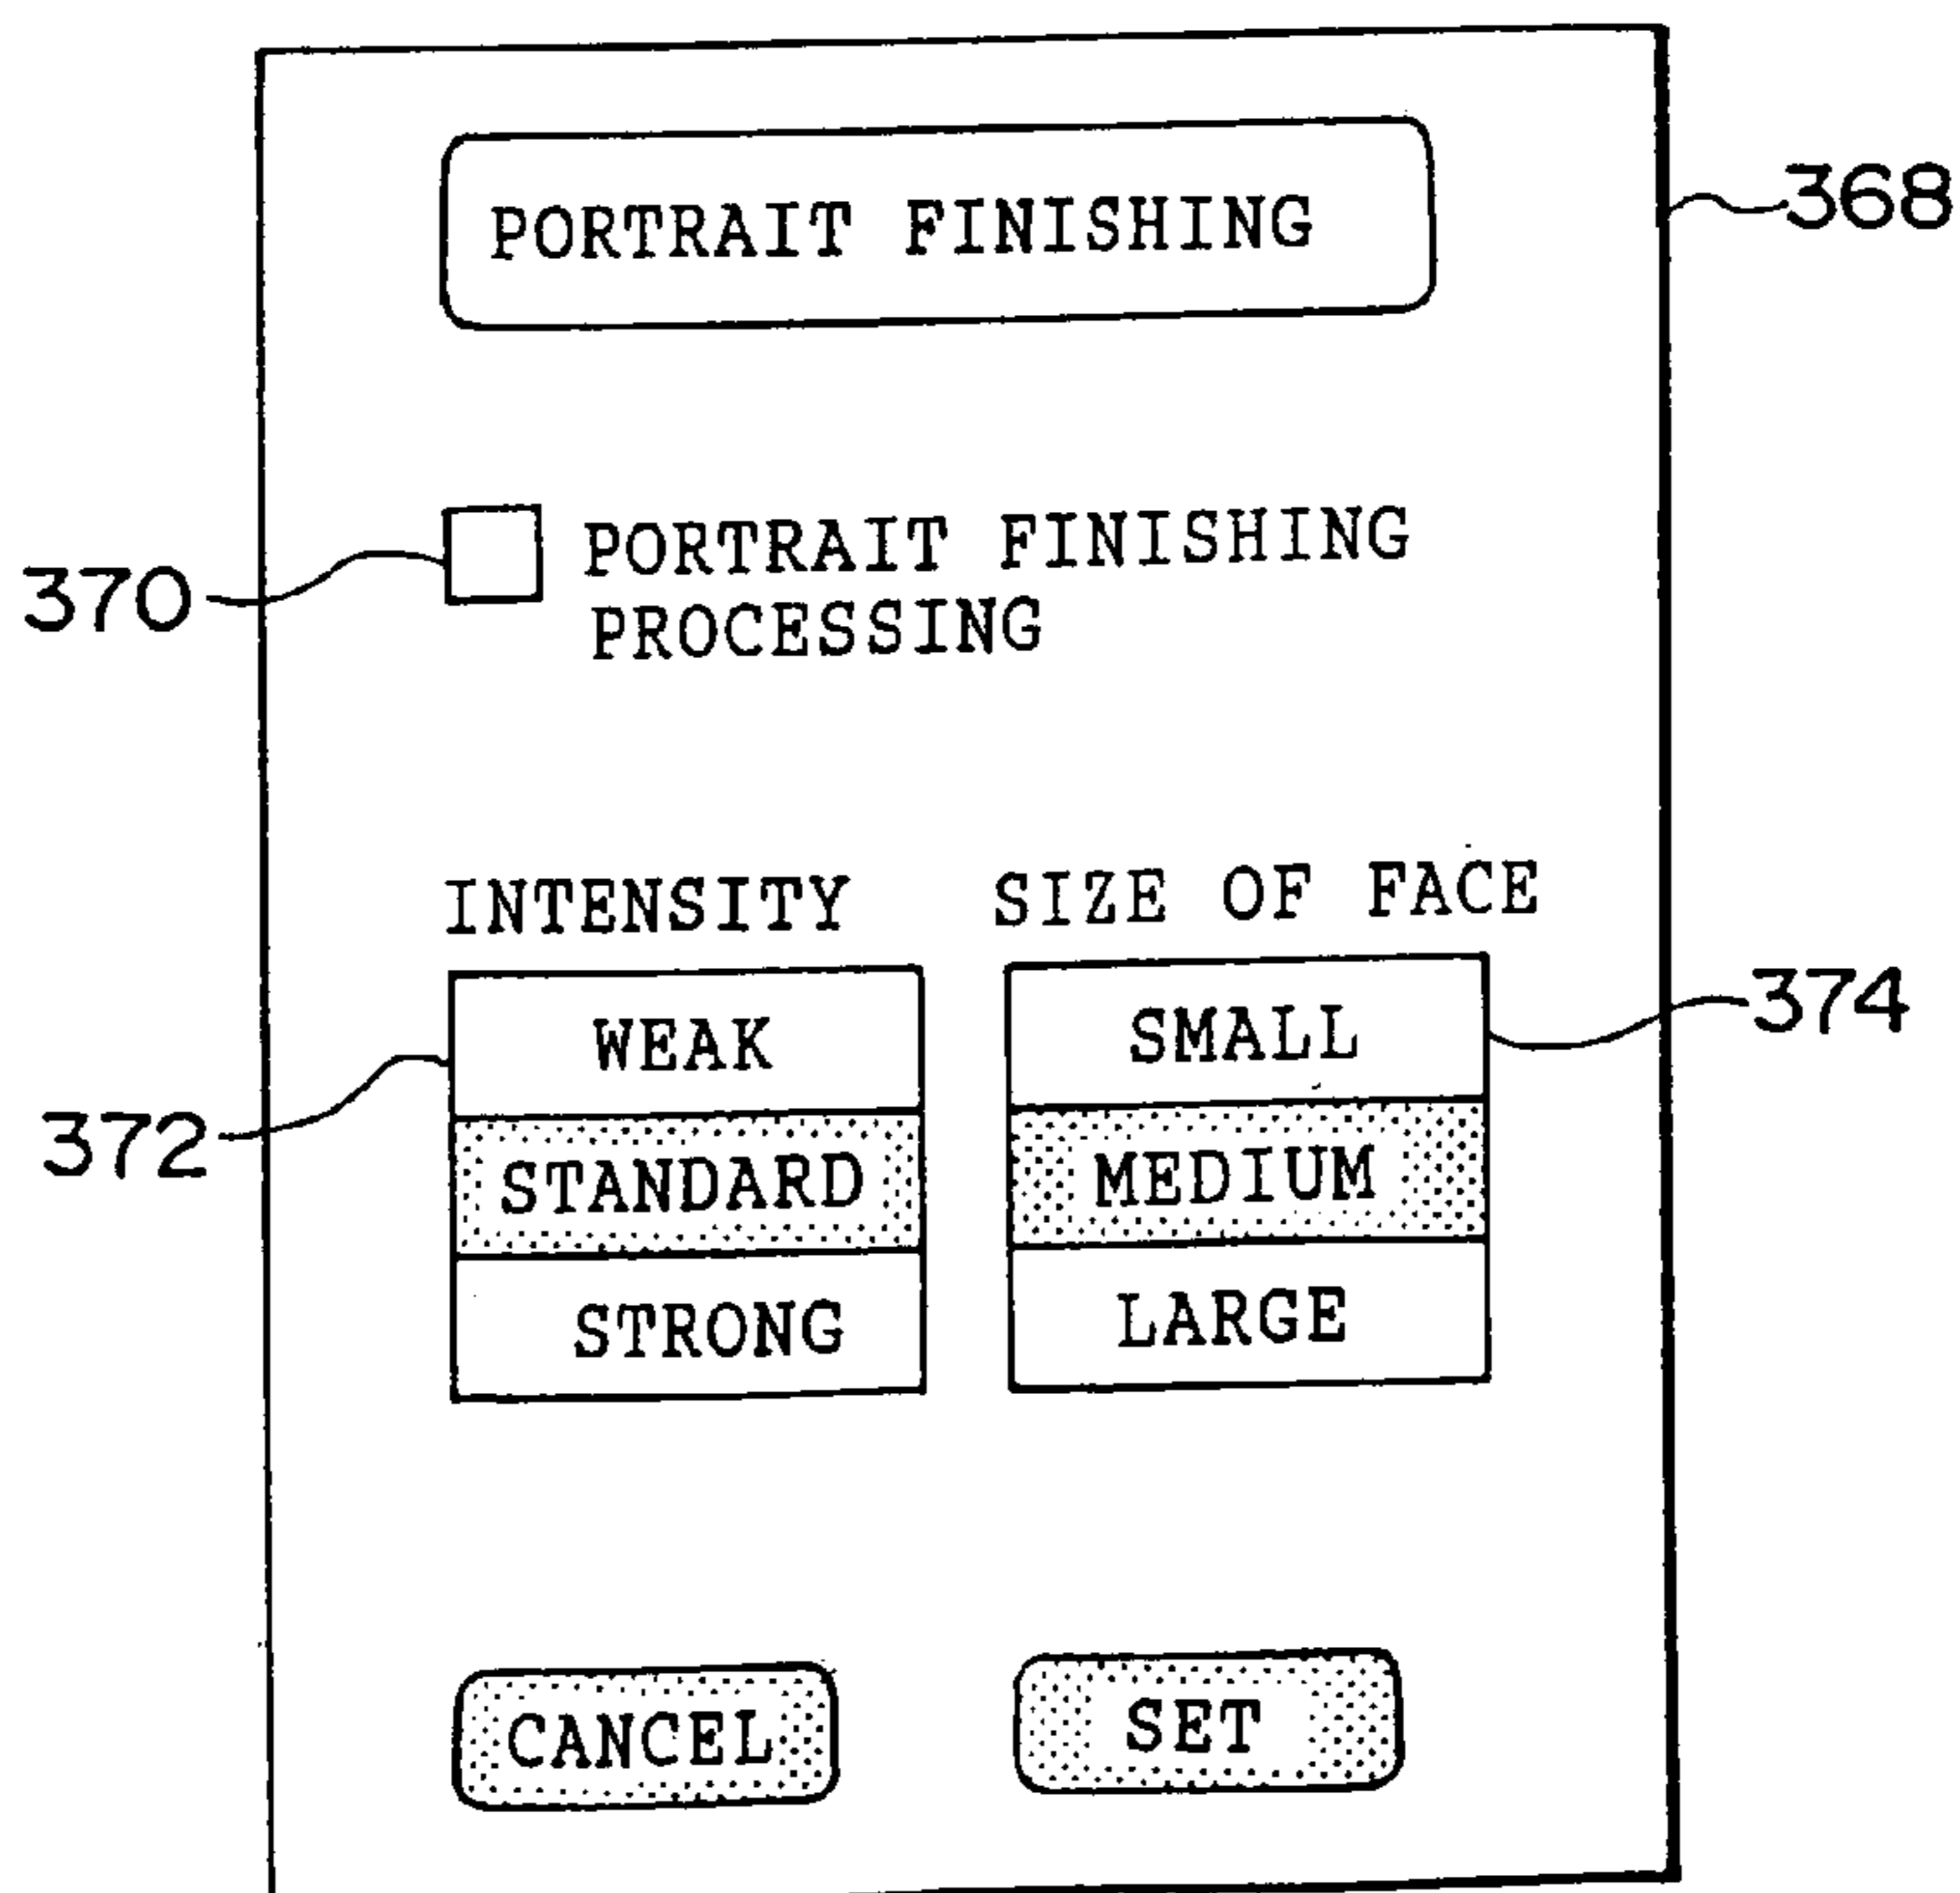 PORTRAIT FINISHING
368
370
PORTRAIT FINISHING
PROCESSING
INTENSITY
SIZE OF FACE
WEAK
SMALL
374
372
STANDARD
MEDIUM
STRONG
LARGE
CANCEL
SET